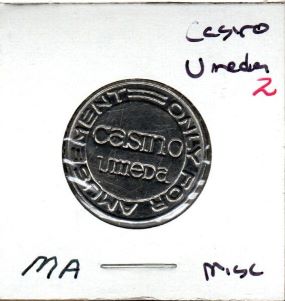 Casino
Umeda
2
ONLY FOR AMUSEMENT
casino
umeda
MA
Misc